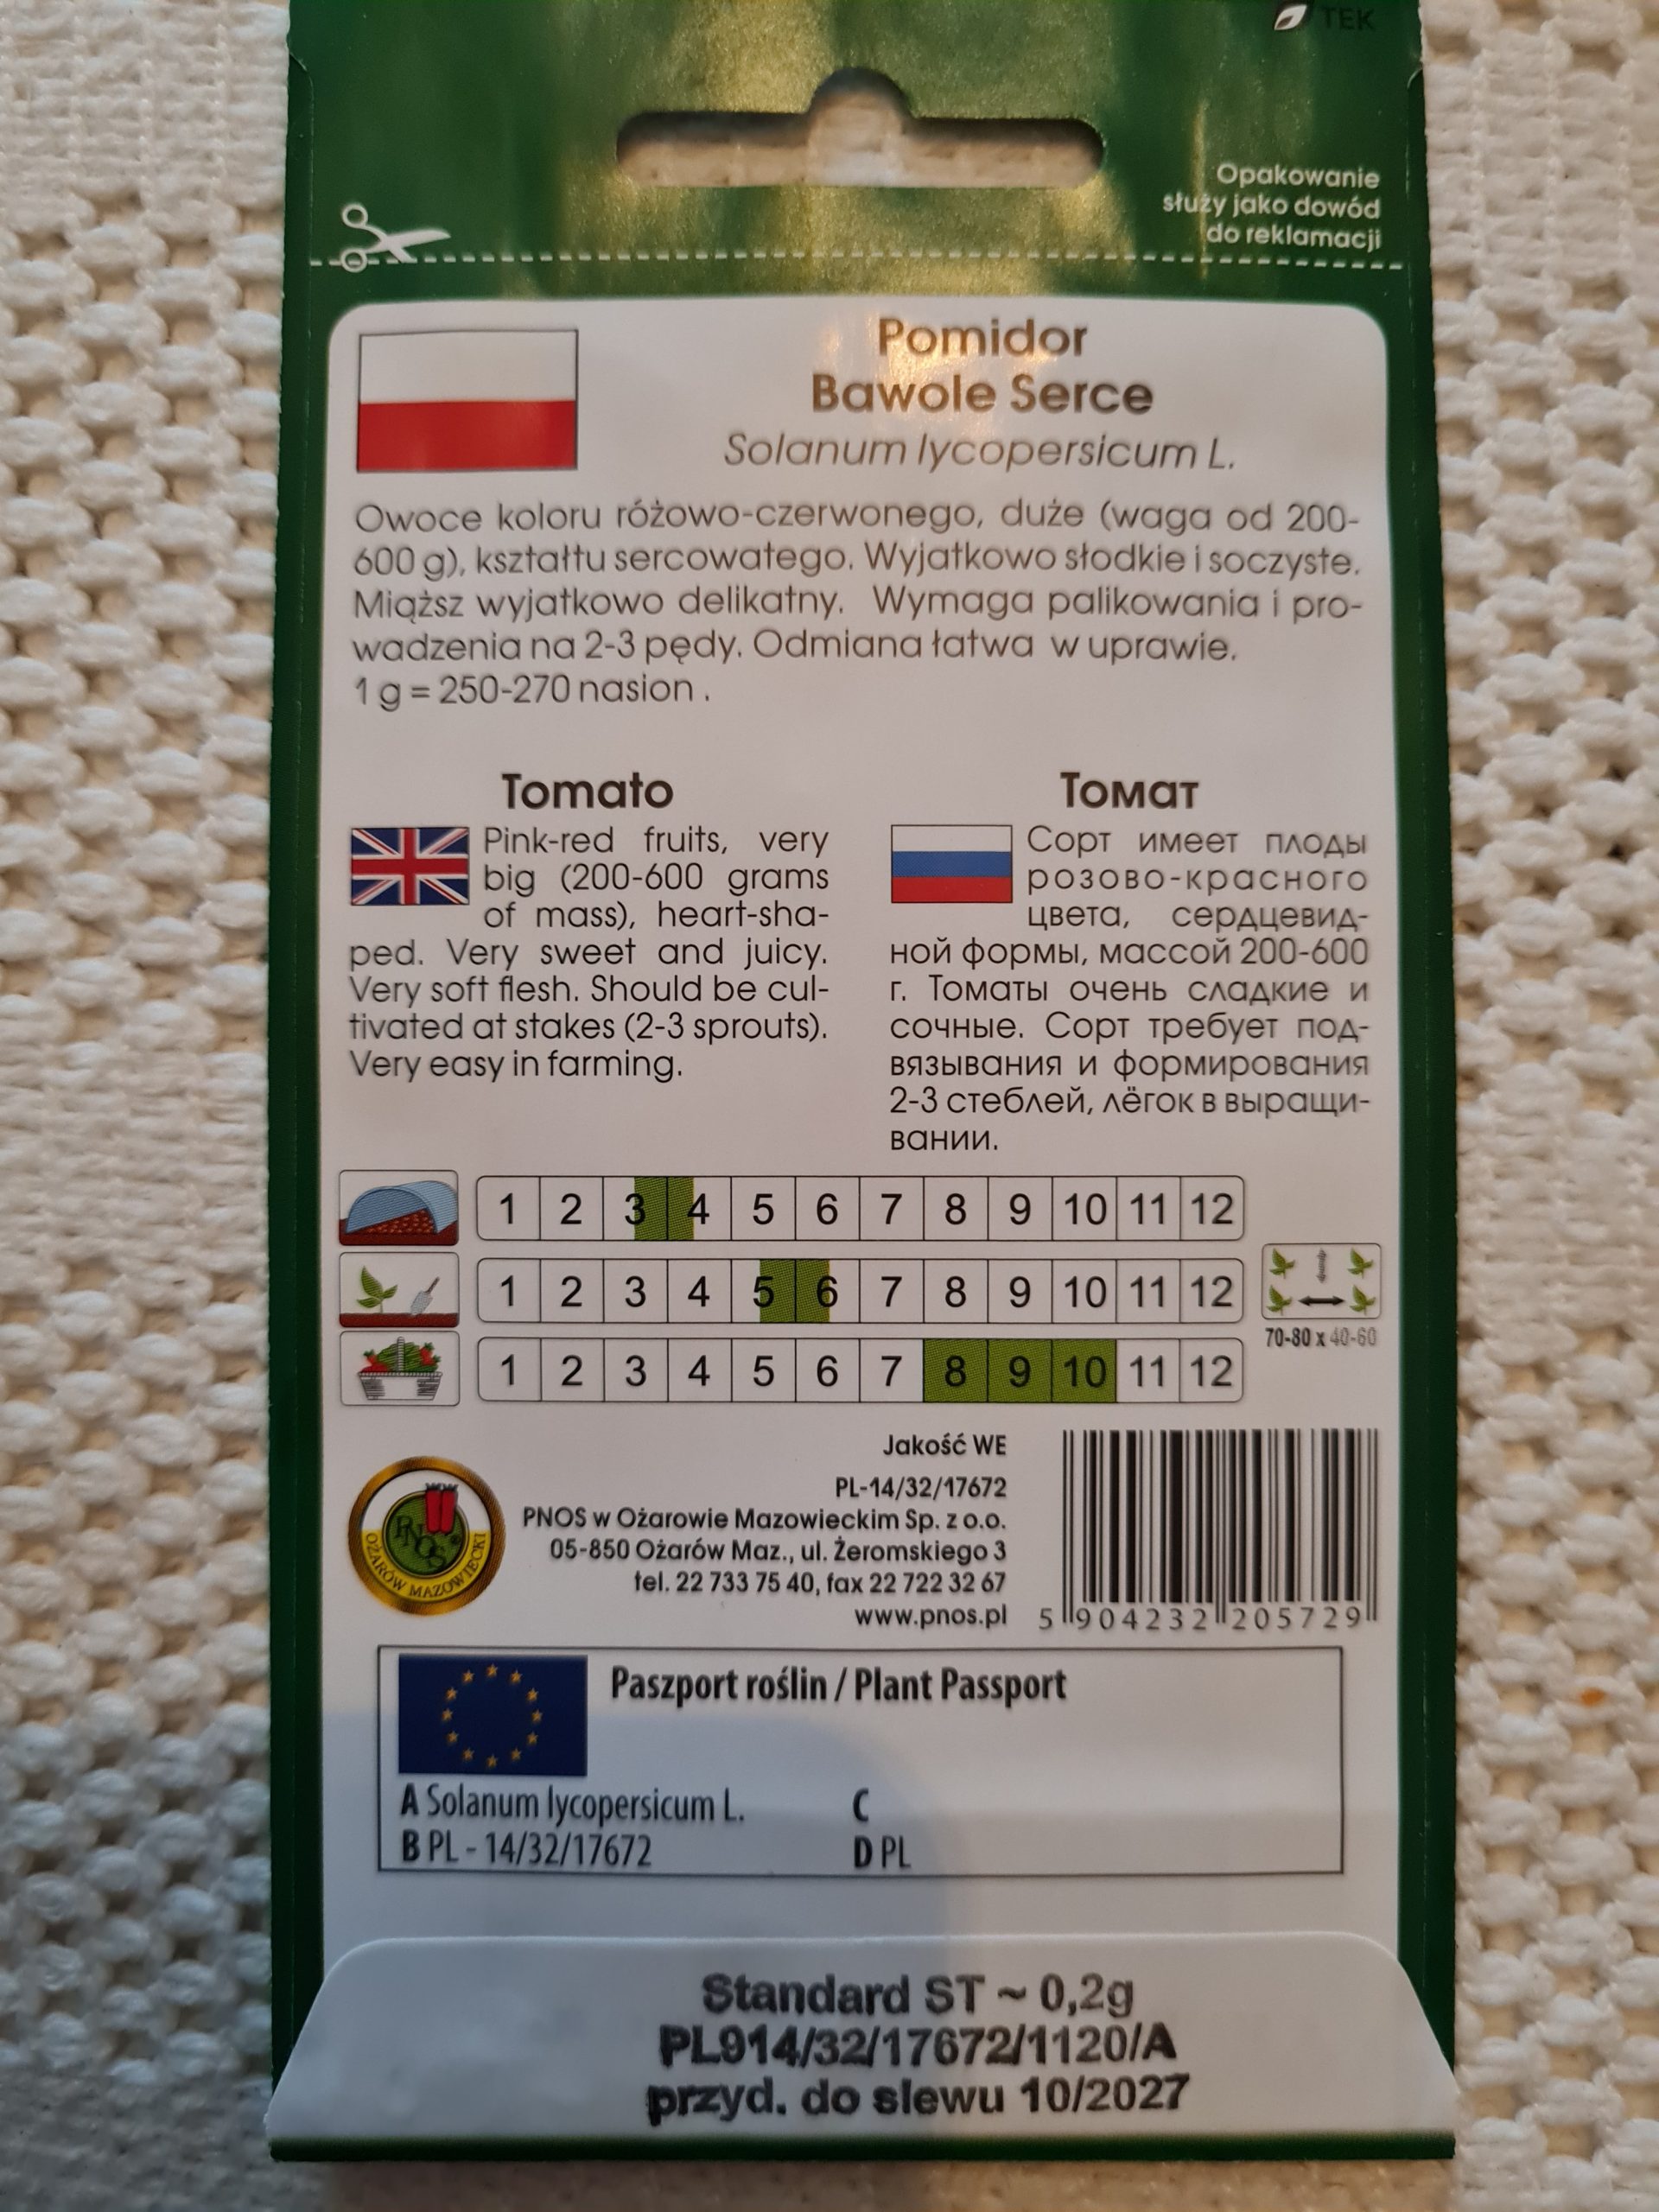 TEK
Opakowanie
służy jako dowód
do reklamacji
Pomidor
Bawole Serce
Solanum lycopersicum L.
Owoce koloru różowo-czerwonego, duże (waga od 200-
600 g), kształtu sercowatego. Wyjatkowo słodkie i soczyste.
Miąższ wyjatkowo delikatny. Wymaga palikowania i pro-
wadzenia na 2-3 pędy. Odmiana łatwa w uprawie.
1 g = 250-270 nasion .
Tomato
Pink-red fruits, very
big (200-600 grams
of mass), heart-sha-
ped. Very sweet and juicy.
Very soft flesh. Should be cul-
tivated at stakes (2-3 sprouts).
Very easy in farming.
Томат
Сорт имеет плоды
розово-красного
цвета, сердцевид-
ной формы, массой 200-600
г. Томаты очень сладкие и
сочные. Сорт требует под-
вязывания и формирования
2-3 стеблей, лёгок в выращи-
вании.
1 2 3 4 5 6 7 8 9 10 11 12
1 2 3 4 5 6 7 8 9 10 11 12
70-80 x 40-60
1 2 3 4 5 6 7 8 9 10 11 12
PNOS
OŻARÓW MAZOWIECKI
Jakość WE
PL-14/32/17672
PNOS w Ożarowie Mazowieckim Sp. z o.o.
05-850 Ożarów Maz., ul. Żeromskiego 3
tel. 22 733 75 40, fax 22 722 32 67
www.pnos.pl
5 904232 205729
Paszport roślin / Plant Passport
A Solanum lycopersicum L. C
B PL - 14/32/17672 D PL
Standard ST ~ 0,2g
PL914/32/17672/1120/A
przyd. do siewu 10/2027